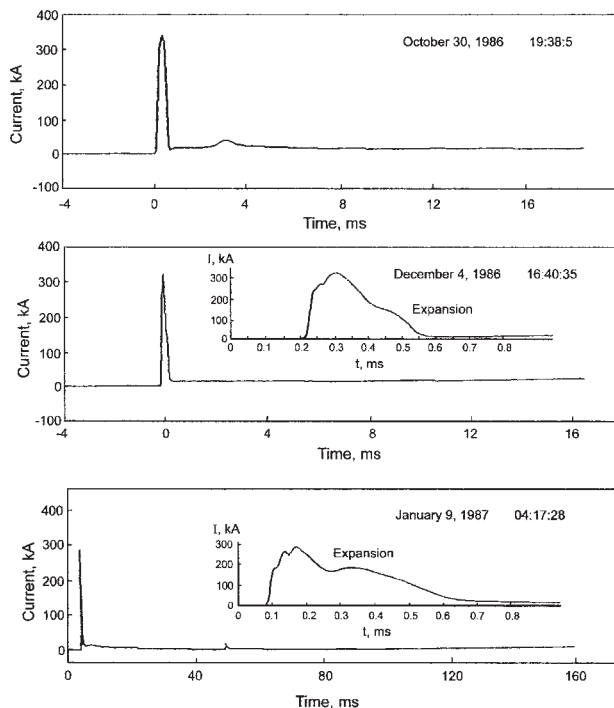 400
300
200
100
0
-100
Current, kA
October 30, 1986 19:38:5
-4 0 4 8 12 16
Time, ms
400
300
200
100
0
-100
Current, kA
I, kA
300
200
100
0
December 4, 1986 16:40:35
Expansion
0 0.1 0.2 0.3 0.4 0.5 0.6 0.7 0.8
t, ms
-4 0 4 8 12 16
Time, ms
400
300
200
100
0
Current, kA
I, kA
300
200
100
0
January 9, 1987 04:17:28
Expansion
0 0.1 0.2 0.3 0.4 0.5 0.6 0.7 0.8
t, ms
0 40 80 120 160
Time, ms